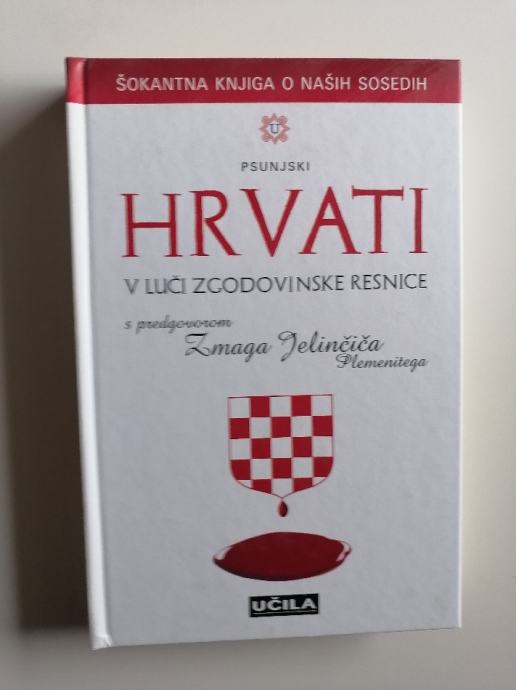 ŠOKANTNA KNJIGA O NAŠIH SOSEDIH
U
PSUNJSKI
HRVATI
V LUČI ZGODOVINSKE RESNICE
s predgovorom
Zmaga Jelinčiča
Plemenitega
UČILA